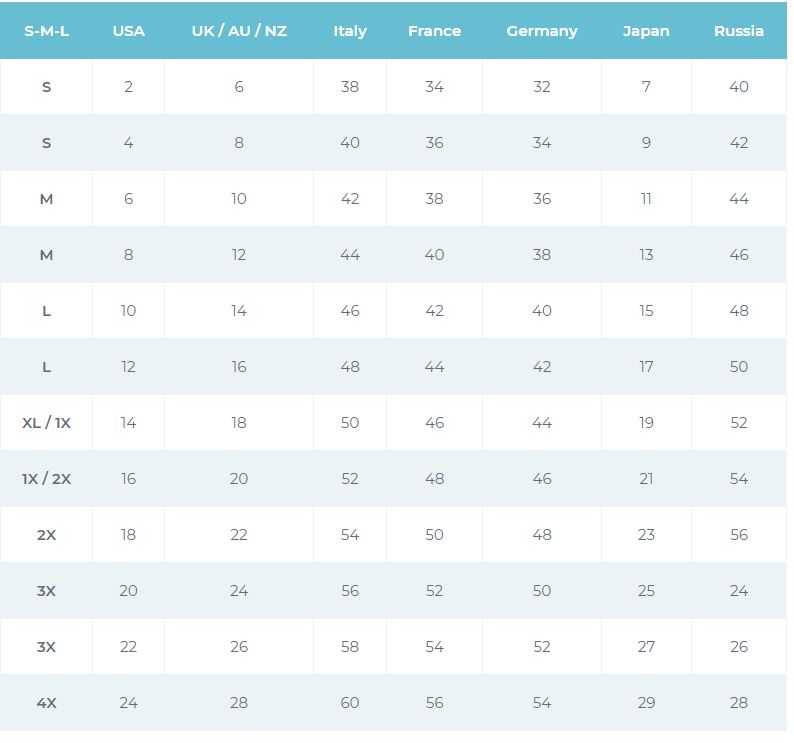 S-M-L USA UK / AU / NZ Italy France Germany Japan Russia
S 2 6 38 34 32 7 40
S 4 8 40 36 34 9 42
M 6 10 42 38 36 11 44
M 8 12 44 40 38 13 46
L 10 14 46 42 40 15 48
L 12 16 48 44 42 17 50
XL / 1X 14 18 50 46 44 19 52
1X / 2X 16 20 52 48 46 21 54
2X 18 22 54 50 48 23 56
3X 20 24 56 52 50 25 24
3X 22 26 58 54 52 27 26
4X 24 28 60 56 54 29 28